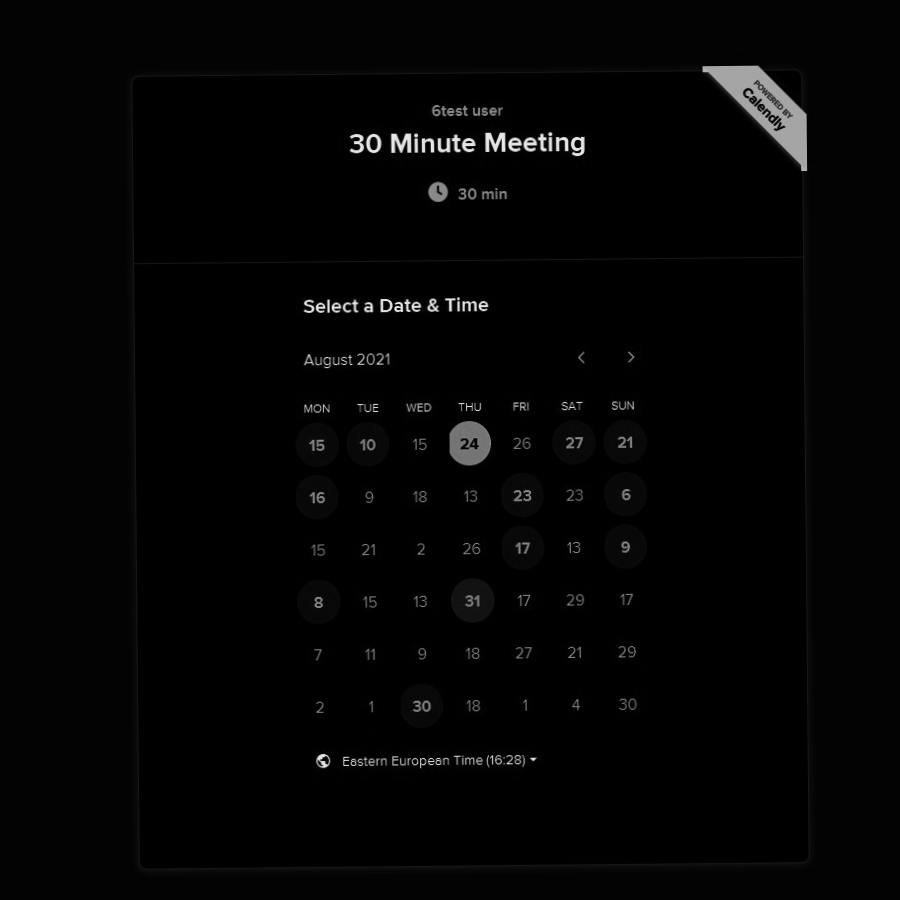 POWERED BY
Calendly
6test user
30 Minute Meeting
30 min
Select a Date & Time
August 2021
MON TUE WED THU FRI SAT SUN
15 10 15 24 26 27 21
16 9 18 13 23 23 6
15 21 2 26 17 13 9
8 15 13 31 17 29 17
7 11 9 18 27 21 29
2 1 30 18 1 4 30
Eastern European Time (16:28)